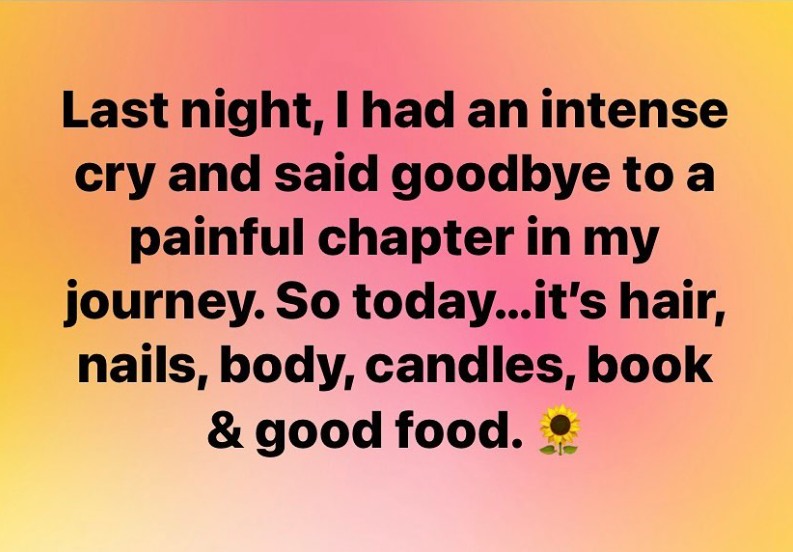 Last night, I had an intense
cry and said goodbye to a
painful chapter in my
journey. So today...it's hair,
nails, body, candles, book
& good food. 🌻